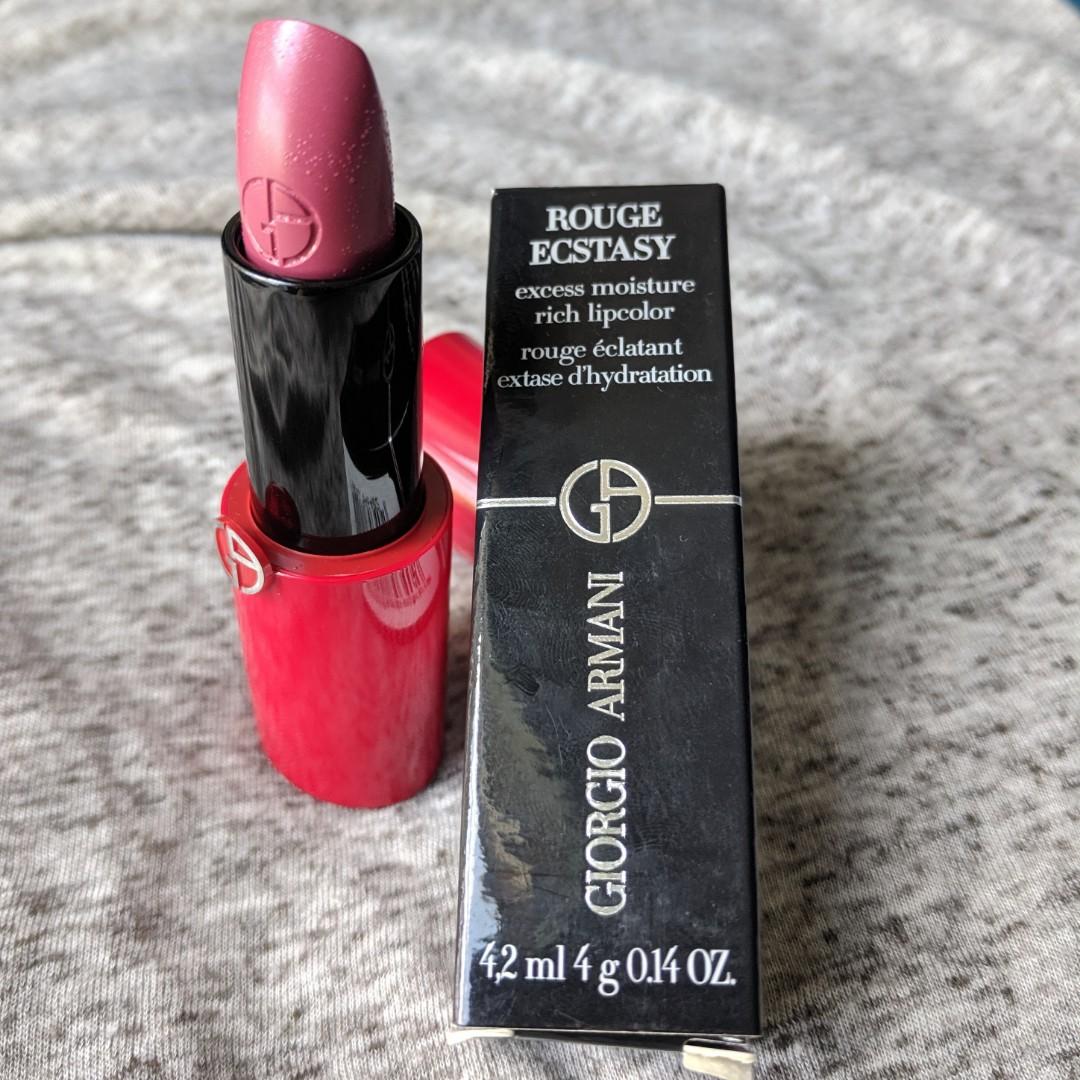 ROUGE
ECSTASY
excess moisture
rich lipcolor
rouge éclatant
extase d'hydratation
GA
GIORGIO ARMANI
4,2 ml 4 g 0.14 OZ.